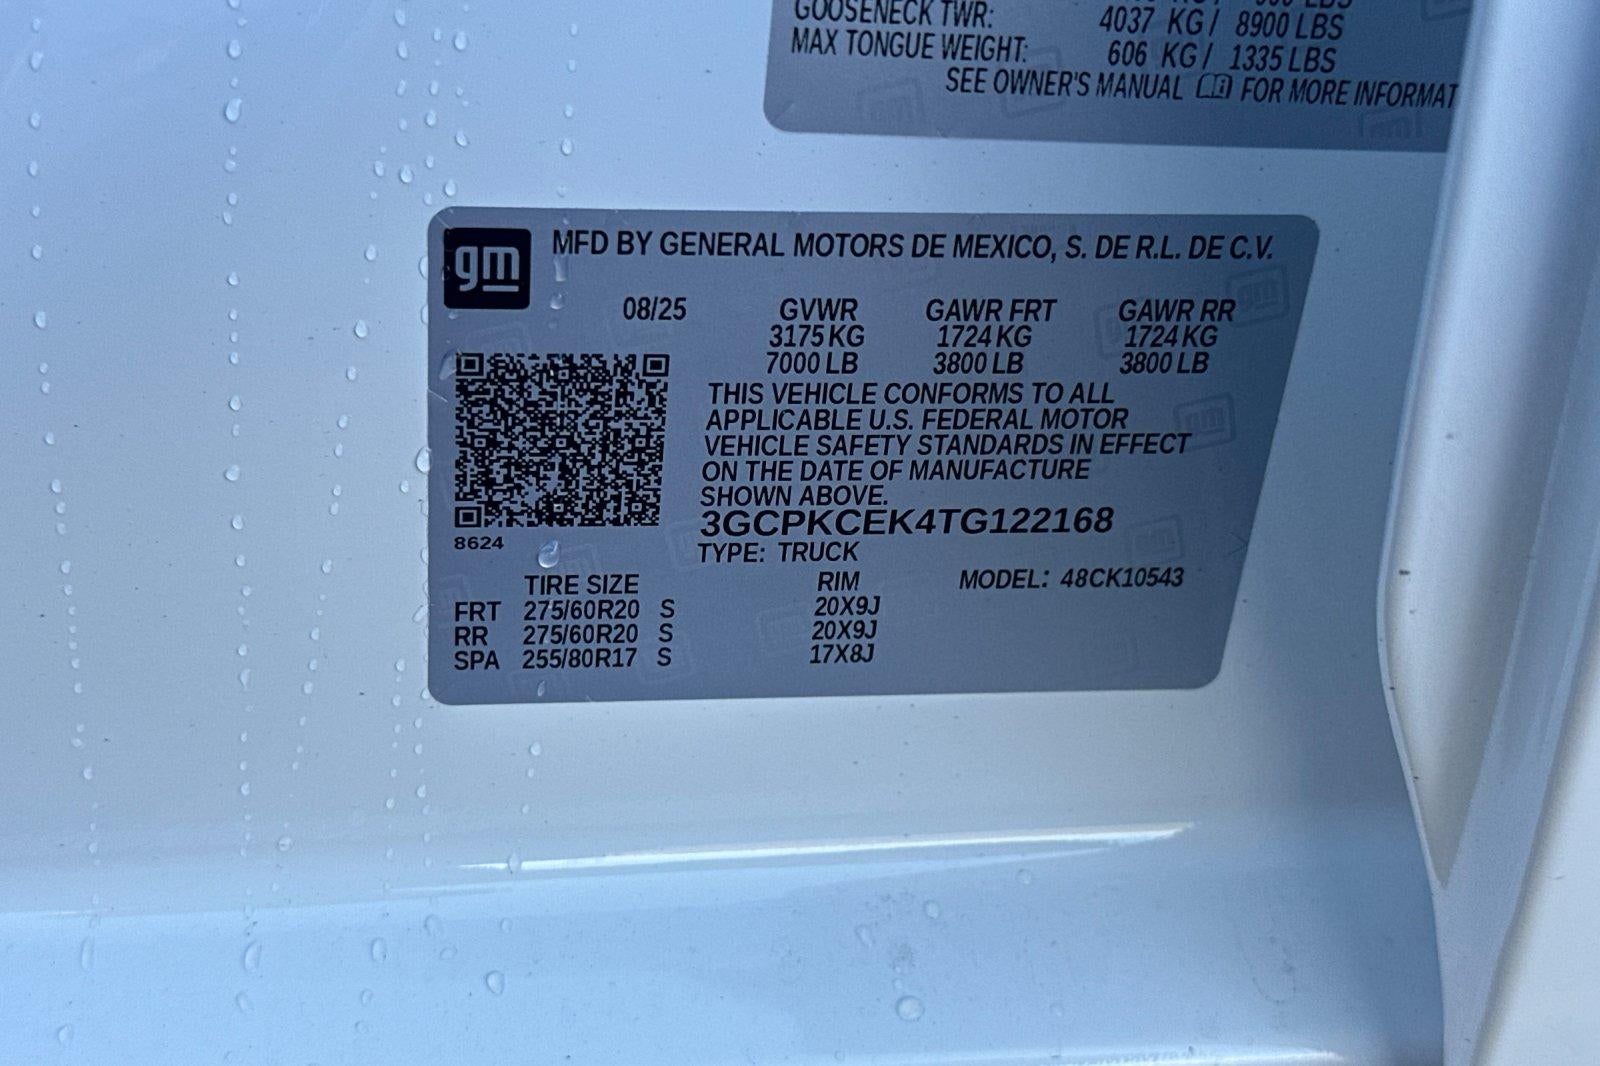 GOOSENECK TWR: 4037 KG / 8900 LBS
MAX TONGUE WEIGHT: 606 KG / 1335 LBS
SEE OWNER'S MANUAL FOR MORE INFORMAT
gm
MFD BY GENERAL MOTORS DE MEXICO, S. DE R.L. DE C.V.
08/25 GVWR GAWR FRT GAWR RR
3175 KG 1724 KG 1724 KG
7000 LB 3800 LB 3800 LB
THIS VEHICLE CONFORMS TO ALL
APPLICABLE U.S. FEDERAL MOTOR
VEHICLE SAFETY STANDARDS IN EFFECT
ON THE DATE OF MANUFACTURE
SHOWN ABOVE.
3GCPKCEK4TG122168
8624
TYPE: TRUCK
TIRE SIZE RIM MODEL: 48CK10543
FRT 275/60R20 S 20X9J
RR 275/60R20 S 20X9J
SPA 255/80R17 S 17X8J